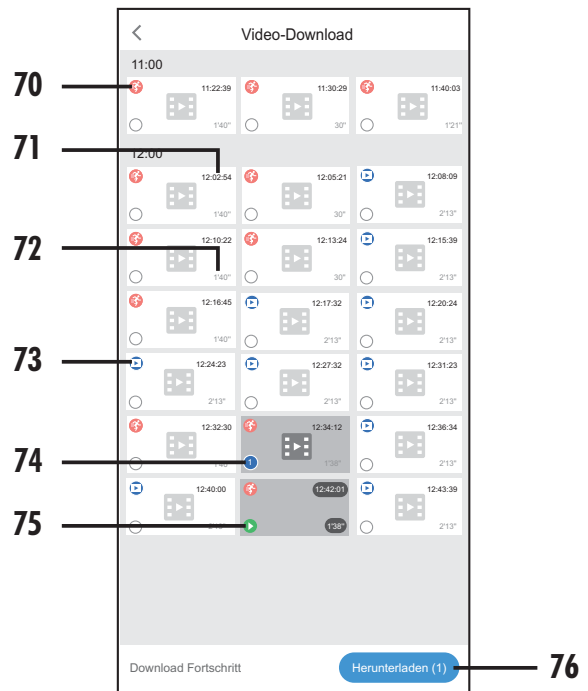 Video-Download
11:00
70
11:22:39 11:30:29 11:40:03
1'40" 30" 1'21"
71
12:00
12:02:54 12:05:21 12:08:09
1'40" 30" 2'13"
72
12:10:22 12:13:24 12:15:39
1'40" 30" 2'13"
12:16:45 12:17:32 12:20:24
1'40" 2'13" 2'13"
73
12:24:23 12:27:32 12:31:23
2'13" 2'13" 2'13"
12:32:30 12:34:12 12:36:34
74
1'40" 1 1'38" 2'13"
12:40:00 12:42:01 12:43:39
75
2'13" 1'38" 2'13"
Download Fortschritt Herunterladen (1)
76